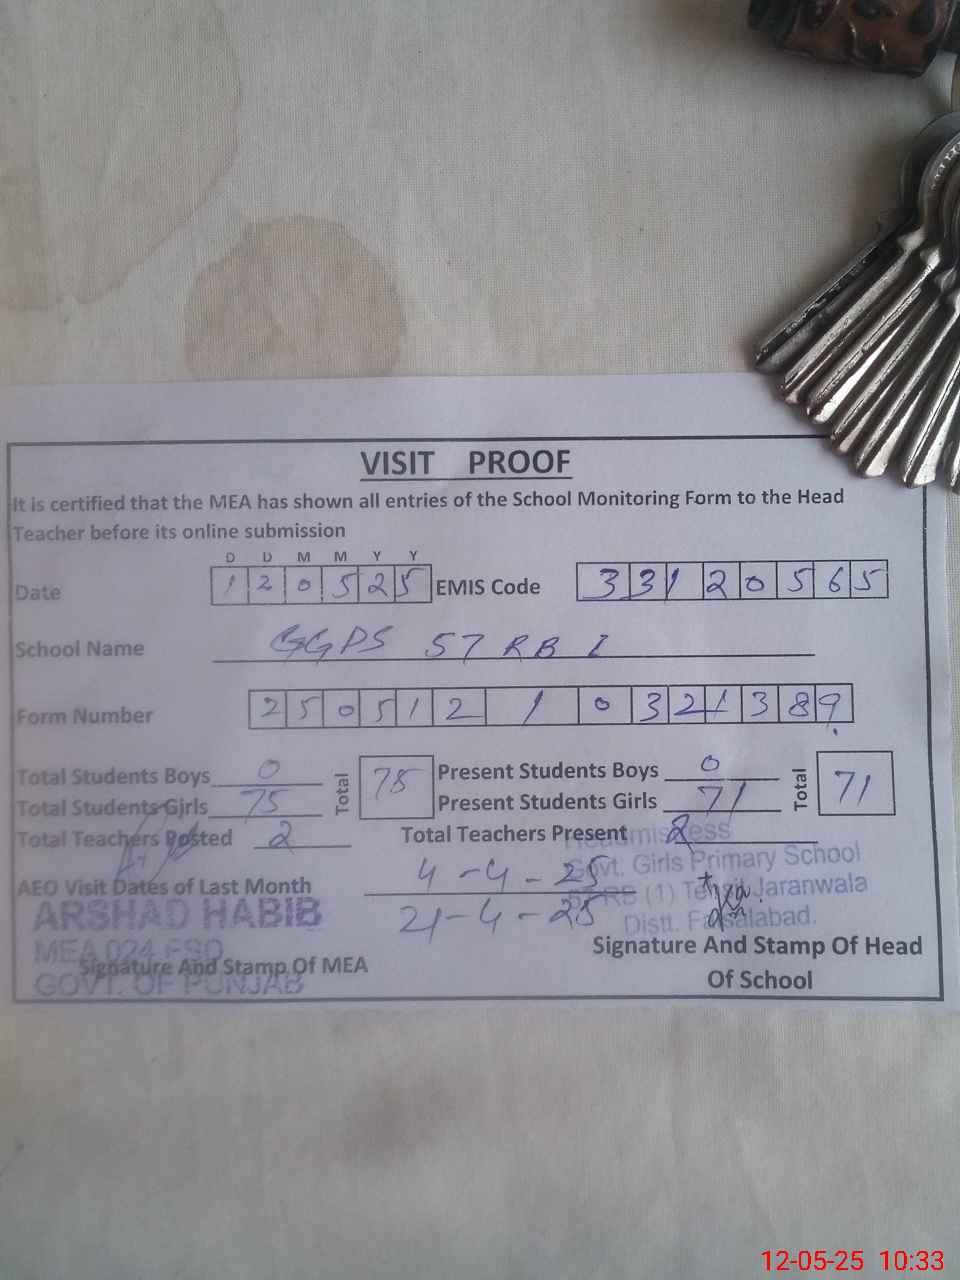 VISIT PROOF
It is certified that the MEA has shown all entries of the School Monitoring Form to the Head
Teacher before its online submission
D D M M Y Y
Date 1 2 0 5 2 5 EMIS Code 3 3 1 2 0 5 6 5
School Name GGPS 57 RB I
Form Number 2 5 0 5 1 2 1 0 3 2 1 3 8 9
Total Students Boys 0 Total 75 Present Students Boys 0 Total 71
Total Students Girls 75 Present Students Girls 71
Total Teachers Posted 2 Total Teachers Present 2
Headmistress
Govt. Girls Primary School
57 RB (1) Tehsil Jaranwala
Distt. Faisalabad.
AEO Visit Dates of Last Month 4-4-25
21-4-25
ARSHAD HABIB
MEA 024 FSD
GOVT. OF PUNJAB
Signature And Stamp Of MEA
Signature And Stamp Of Head
Of School
12-05-25 10:33